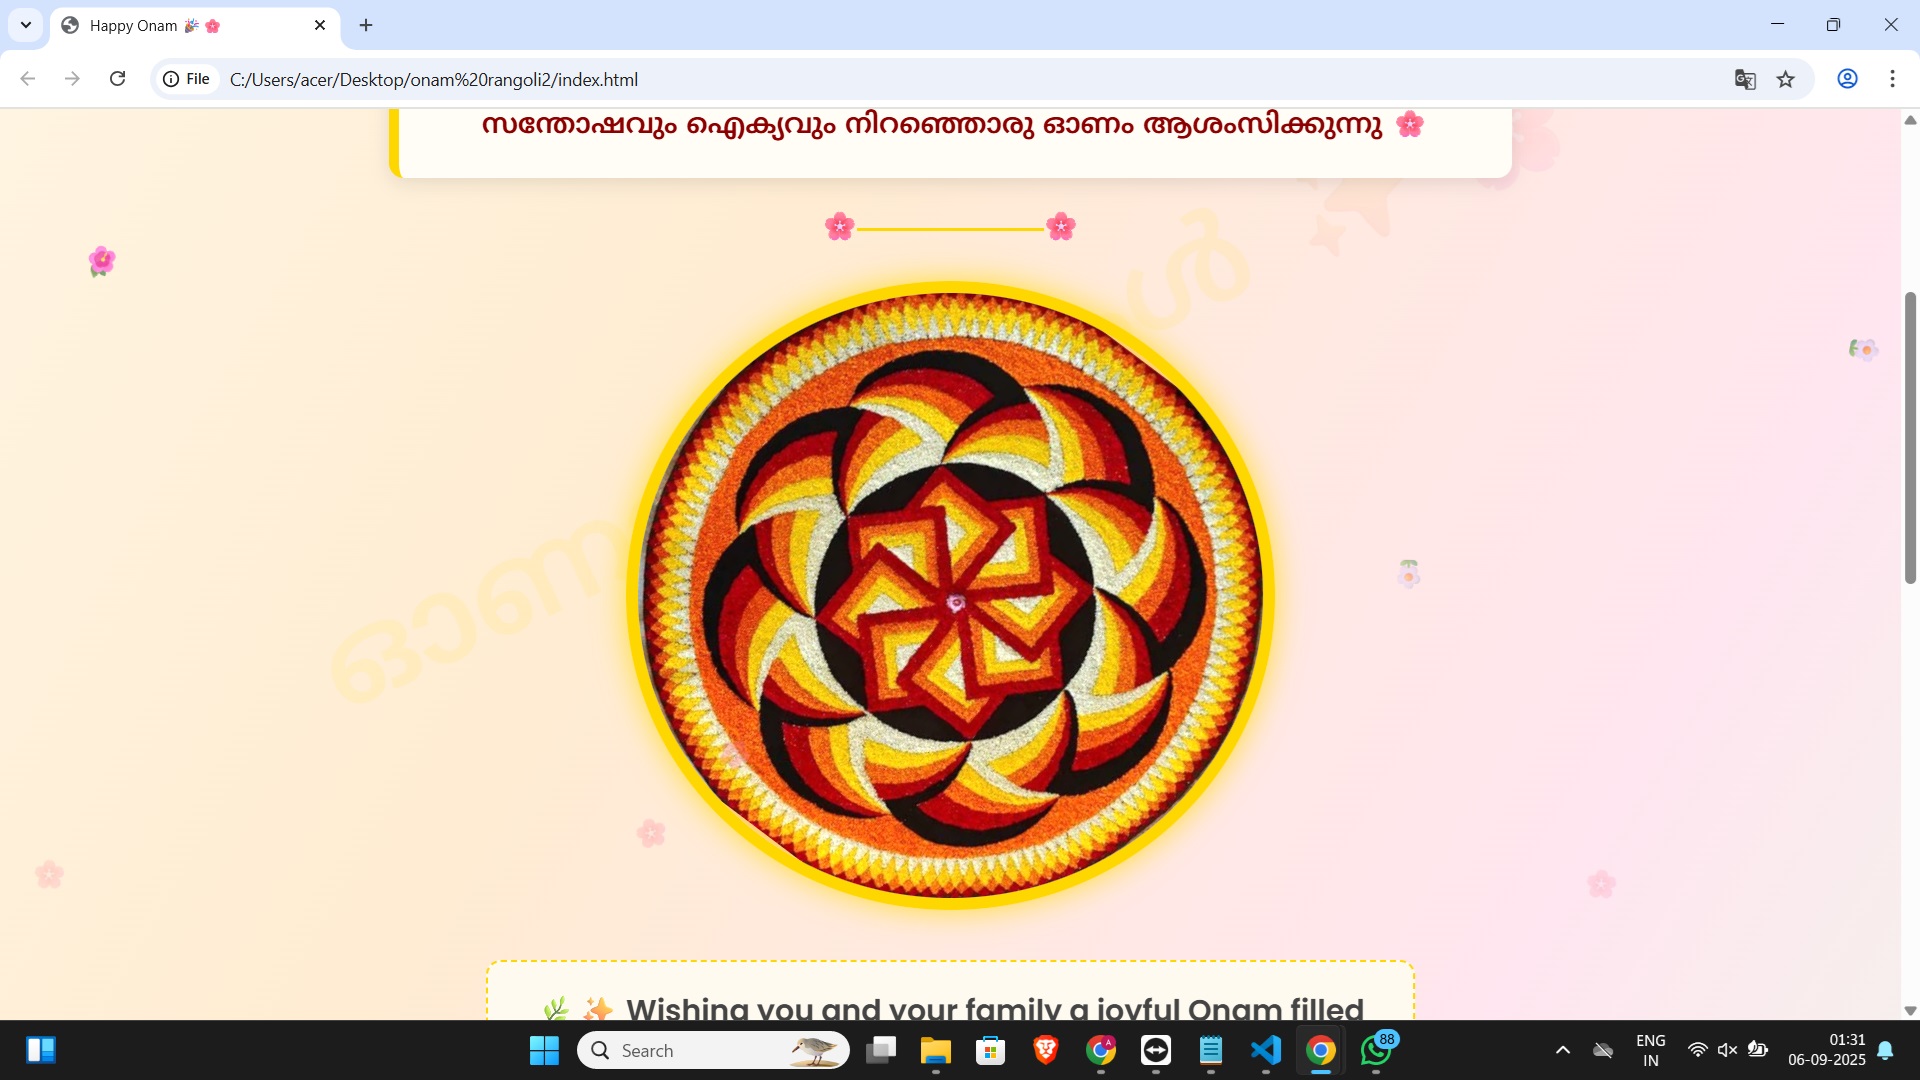 Happy Onam 🎉 🌸
File C:/Users/acer/Desktop/onam%20rangoli2/index.html
സന്തോഷവും ഐക്യവും നിറഞ്ഞൊരു ഓണം ആശംസിക്കുന്നു 🌸
🌿 ✨ Wishing you and your family a joyful Onam filled
Search
88
ENG
IN
01:31
06-09-2025